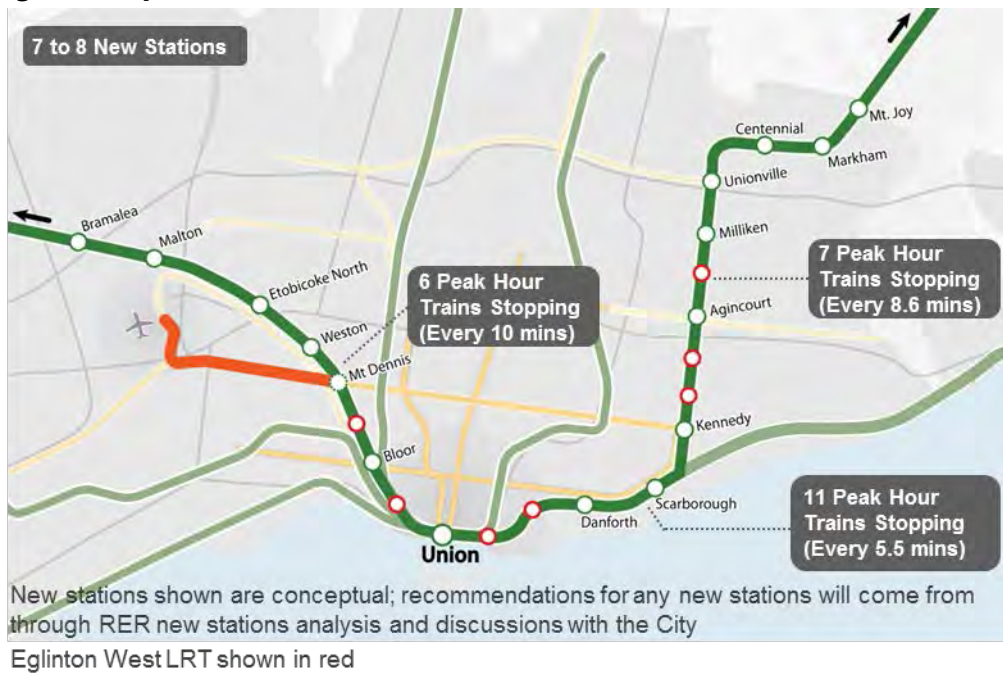 7 to 8 New Stations
Mt. Joy
Centennial
Markham
Unionville
Bramalea
Malton
Milliken
Etobicoke North
6 Peak Hour
Trains Stopping
(Every 10 mins)
7 Peak Hour
Trains Stopping
(Every 8.6 mins)
Agincourt
Weston
Mt Dennis
Kennedy
Bloor
Scarborough
Danforth
11 Peak Hour
Trains Stopping
(Every 5.5 mins)
Union
New stations shown are conceptual; recommendations for any new stations will come from
through RER new stations analysis and discussions with the City
Eglinton West LRT shown in red